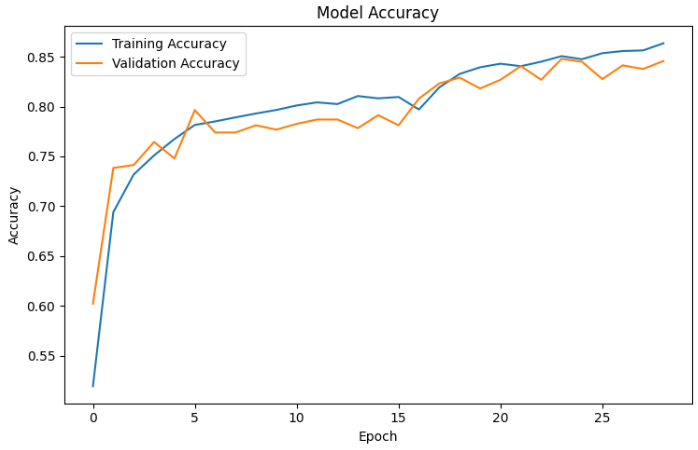 Model Accuracy
Training Accuracy
Validation Accuracy
Accuracy
0.85
0.80
0.75
0.70
0.65
0.60
0.55
0 5 10 15 20 25
Epoch